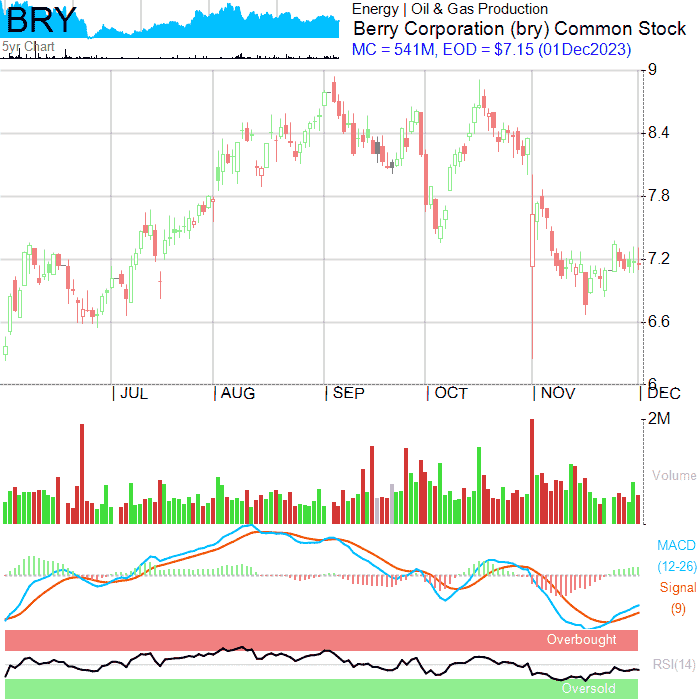 BRY
5yr Chart
Energy | Oil & Gas Production
Berry Corporation (bry) Common Stock
MC = 541M, EOD = $7.15 (01Dec2023)
9
8.4
7.8
7.2
6.6
6
JUL AUG SEP OCT NOV DEC
2M
Volume
MACD
(12-26)
Signal
(9)
Overbought
RSI(14)
Oversold